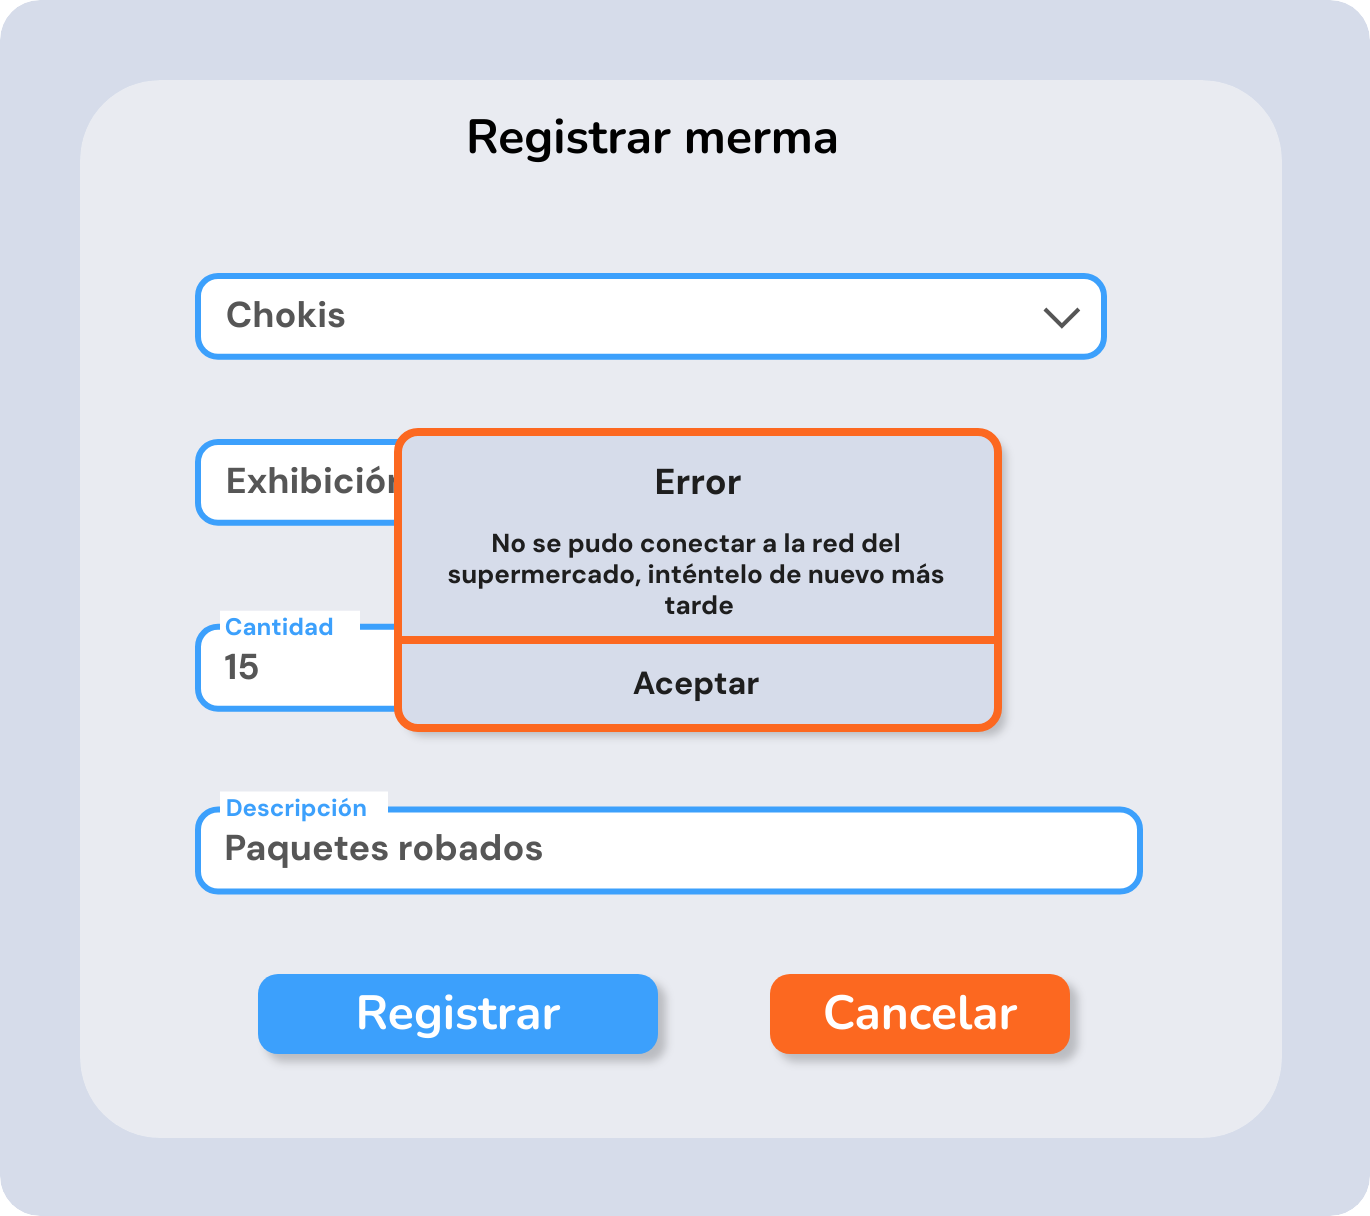 Registrar merma
Chokis
Exhibición
Error
No se pudo conectar a la red del
supermercado, inténtelo de nuevo más
tarde
Aceptar
Cantidad
15
Descripción
Paquetes robados
Registrar
Cancelar